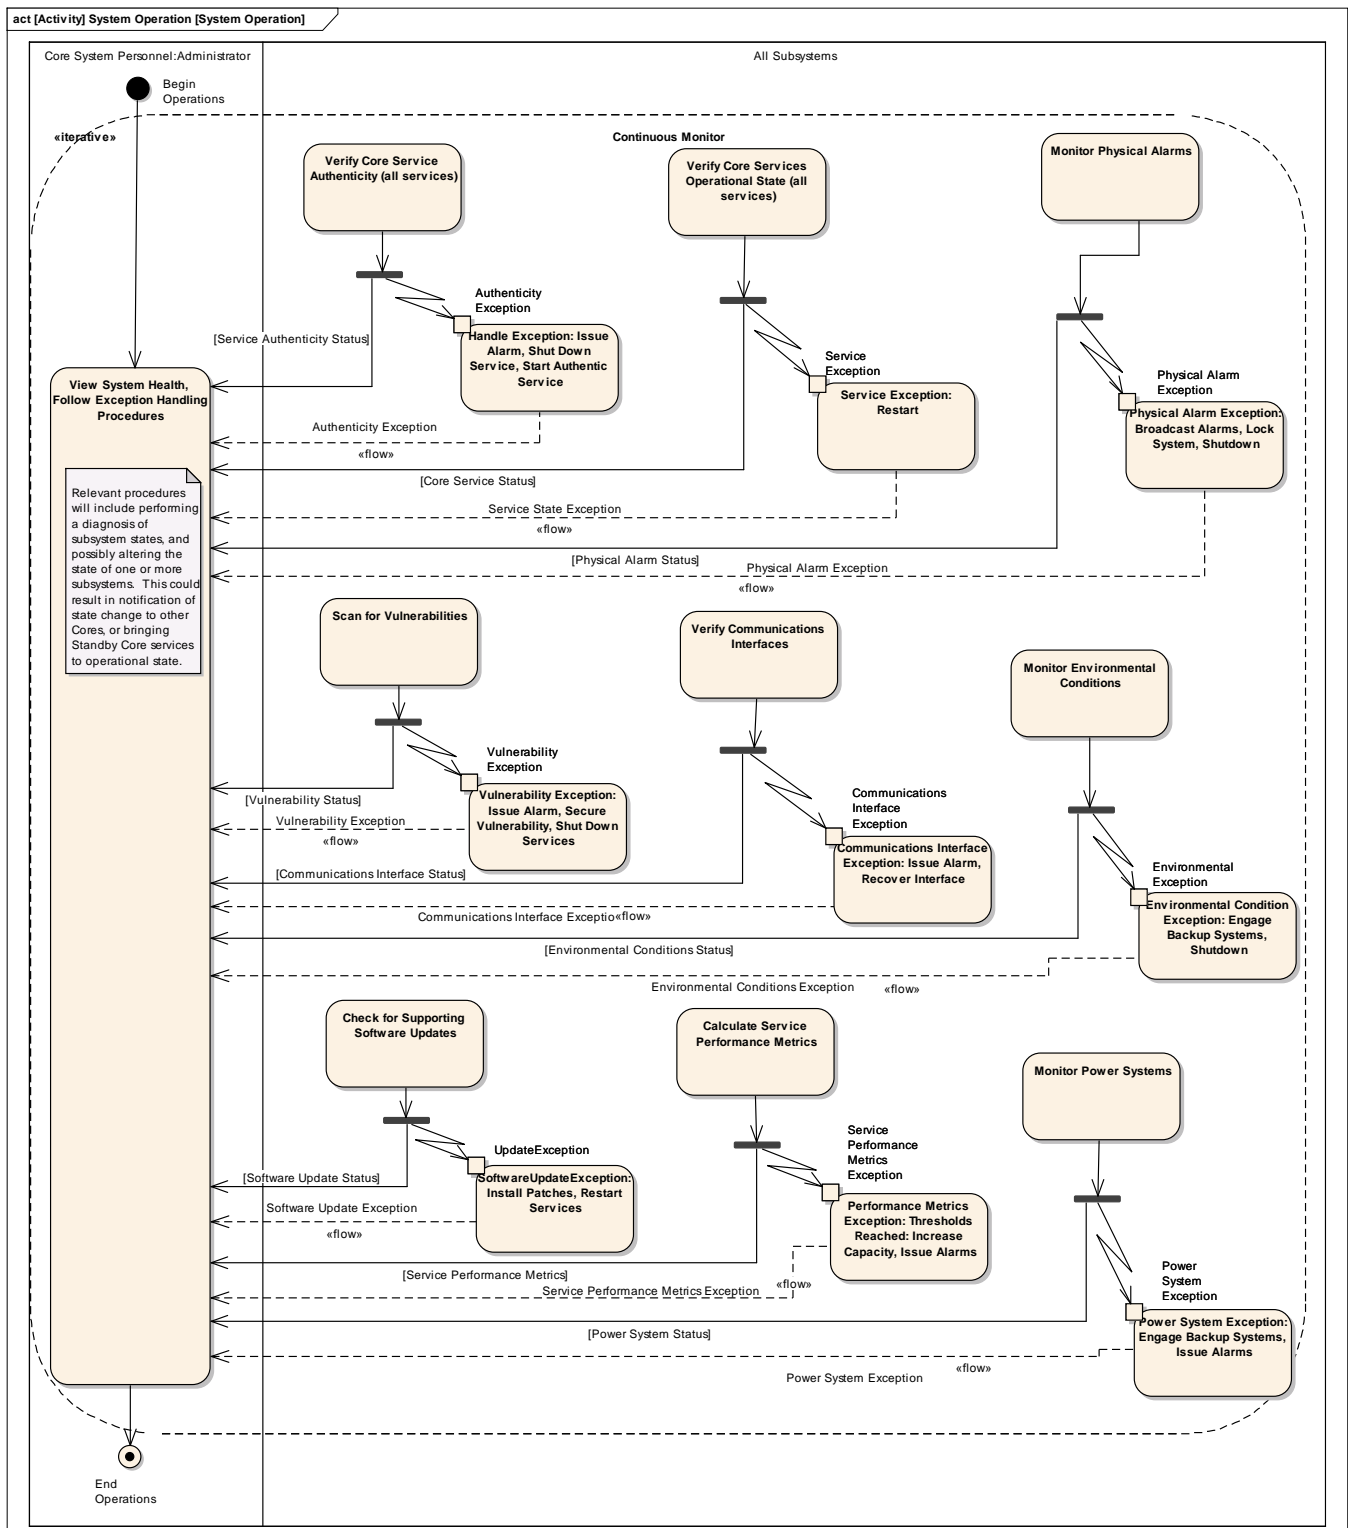 act [Activity] System Operation [System Operation]
Core System Personnel:Administrator
All Subsystems
Begin
Operations
«iterative»
Continuous Monitor
Verify Core Service
Authenticity (all services)
Verify Core Services
Operational State (all
services)
Monitor Physical Alarms
Authenticity
Exception
[Service Authenticity Status]
Handle Exception: Issue
Alarm, Shut Down
Service, Start Authentic
Service
Service
Exception
Service Exception:
Restart
Physical Alarm
Exception
Physical Alarm Exception:
Broadcast Alarms, Lock
System, Shutdown
View System Health,
Follow Exception Handling
Procedures
Authenticity Exception
«flow»
[Core Service Status]
Service State Exception
«flow»
[Physical Alarm Status]
Physical Alarm Exception
«flow»
Relevant procedures
will include performing
a diagnosis of
subsystem states, and
possibly altering the
state of one or more
subsystems.  This could
result in notification of
state change to other
Cores, or bringing
Standby Core services
to operational state.
Scan for Vulnerabilities
Verify Communications
Interfaces
Monitor Environmental
Conditions
Vulnerability
Exception
[Vulnerability Status]
Vulnerability Exception:
Issue Alarm, Secure
Vulnerability, Shut Down
Services
Vulnerability Exception
«flow»
Communications
Interface
Exception
Communications Interface
Exception: Issue Alarm,
Recover Interface
[Communications Interface Status]
Communications Interface Exceptio«flow»
Environmental
Exception
Environmental Condition
Exception: Engage
Backup Systems,
Shutdown
[Environmental Conditions Status]
Environmental Conditions Exception
«flow»
Check for Supporting
Software Updates
Calculate Service
Performance Metrics
Monitor Power Systems
UpdateException
[Software Update Status]
SoftwareUpdateException:
Install Patches, Restart
Services
Software Update Exception
«flow»
Service
Performance
Metrics
Exception
Performance Metrics
Exception: Thresholds
Reached: Increase
Capacity, Issue Alarms
[Service Performance Metrics]
«flow»
Service Performance Metrics Exception
Power
System
Exception
Power System Exception:
Engage Backup Systems,
Issue Alarms
[Power System Status]
«flow»
Power System Exception
End
Operations